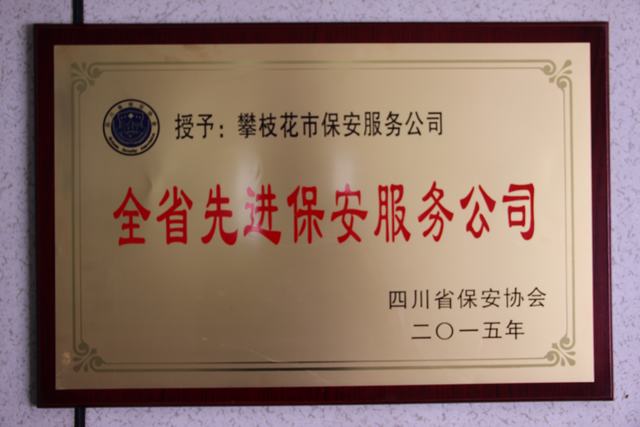 授予：攀枝花市保安服务公司
全省先进保安服务公司
四川省保安协会
二〇一五年